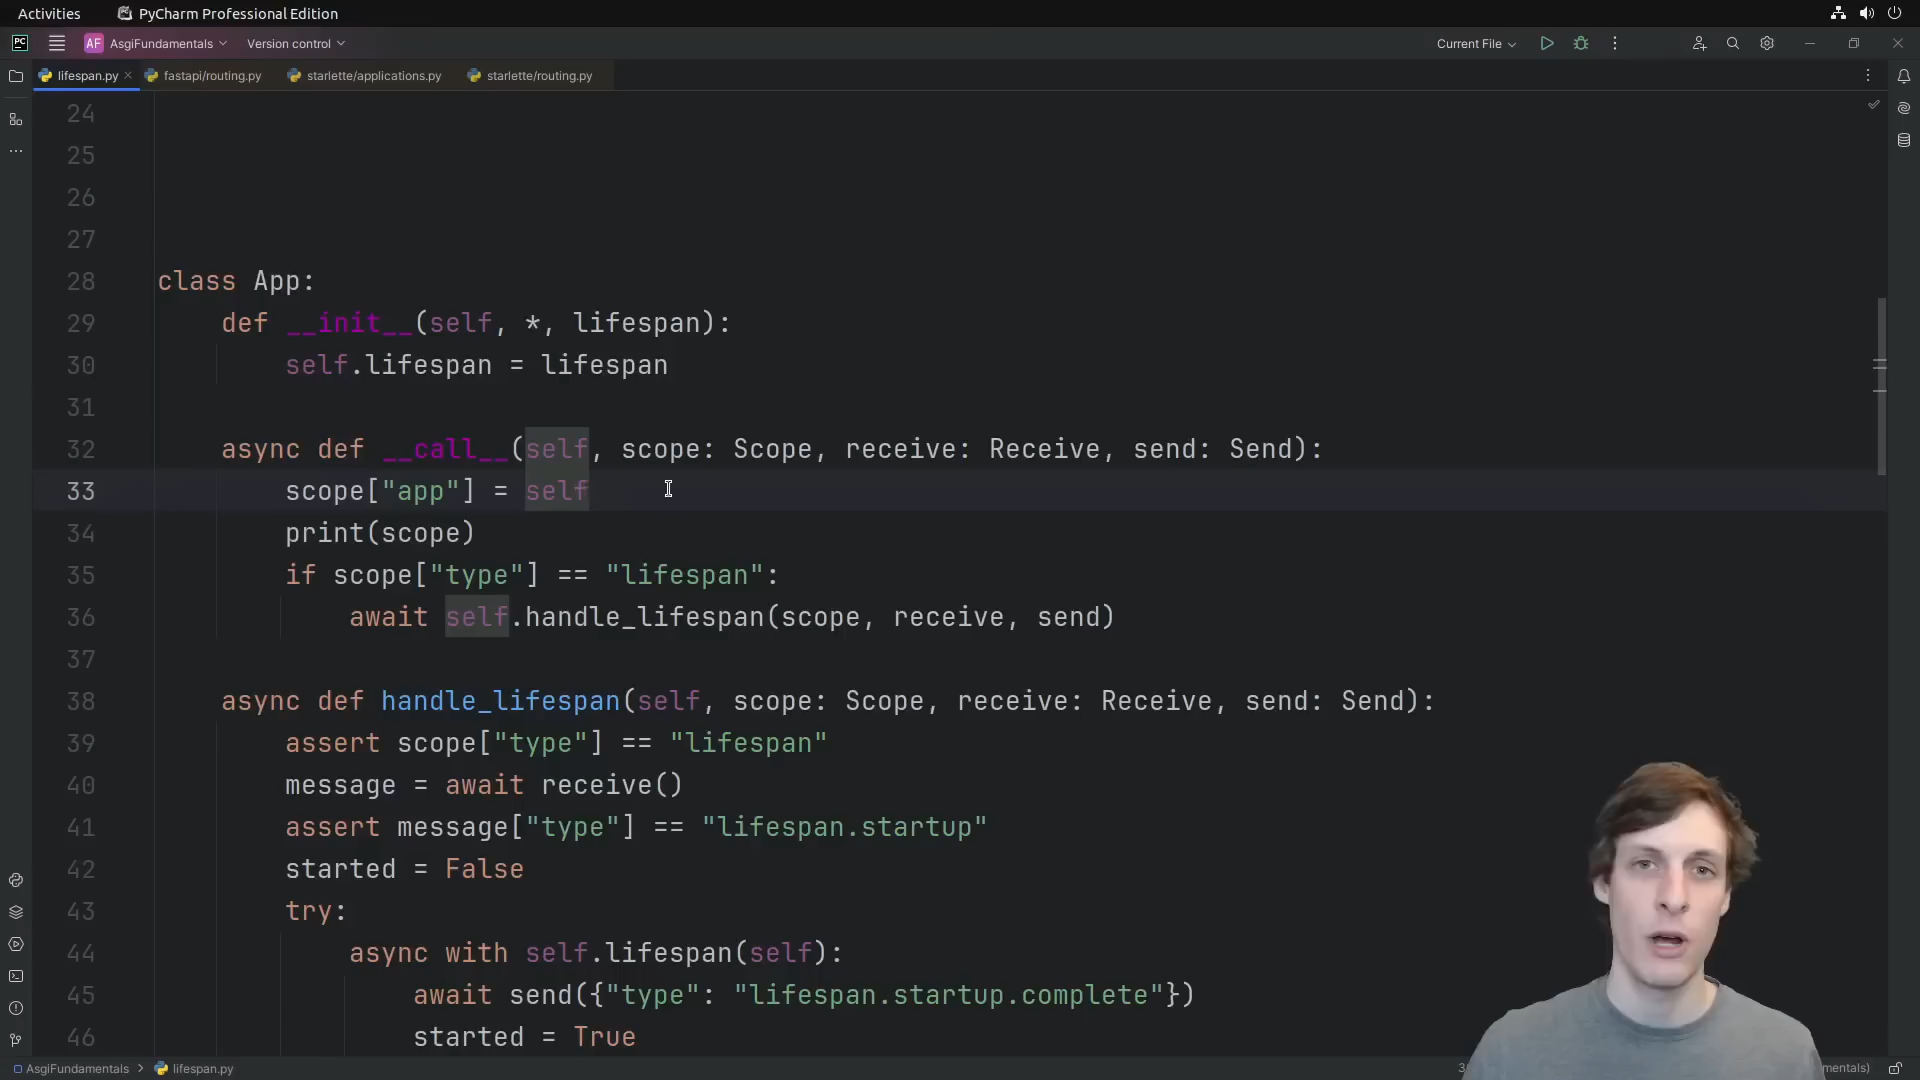 Activities PyCharm Professional Edition
PC AF AsgiFundamentals Version control Current File
lifespan.py fastapi/routing.py starlette/applications.py starlette/routing.py
24
25
26
27
28 class App:
29 def __init__(self, *, lifespan):
30 self.lifespan = lifespan
31
32 async def __call__(self, scope: Scope, receive: Receive, send: Send):
33 scope["app"] = self
34 print(scope)
35 if scope["type"] == "lifespan":
36 await self.handle_lifespan(scope, receive, send)
37
38 async def handle_lifespan(self, scope: Scope, receive: Receive, send: Send):
39 assert scope["type"] == "lifespan"
40 message = await receive()
41 assert message["type"] == "lifespan.startup"
42 started = False
43 try:
44 async with self.lifespan(self):
45 await send({"type": "lifespan.startup.complete"})
46 started = True
AsgiFundamentals > lifespan.py mentals)